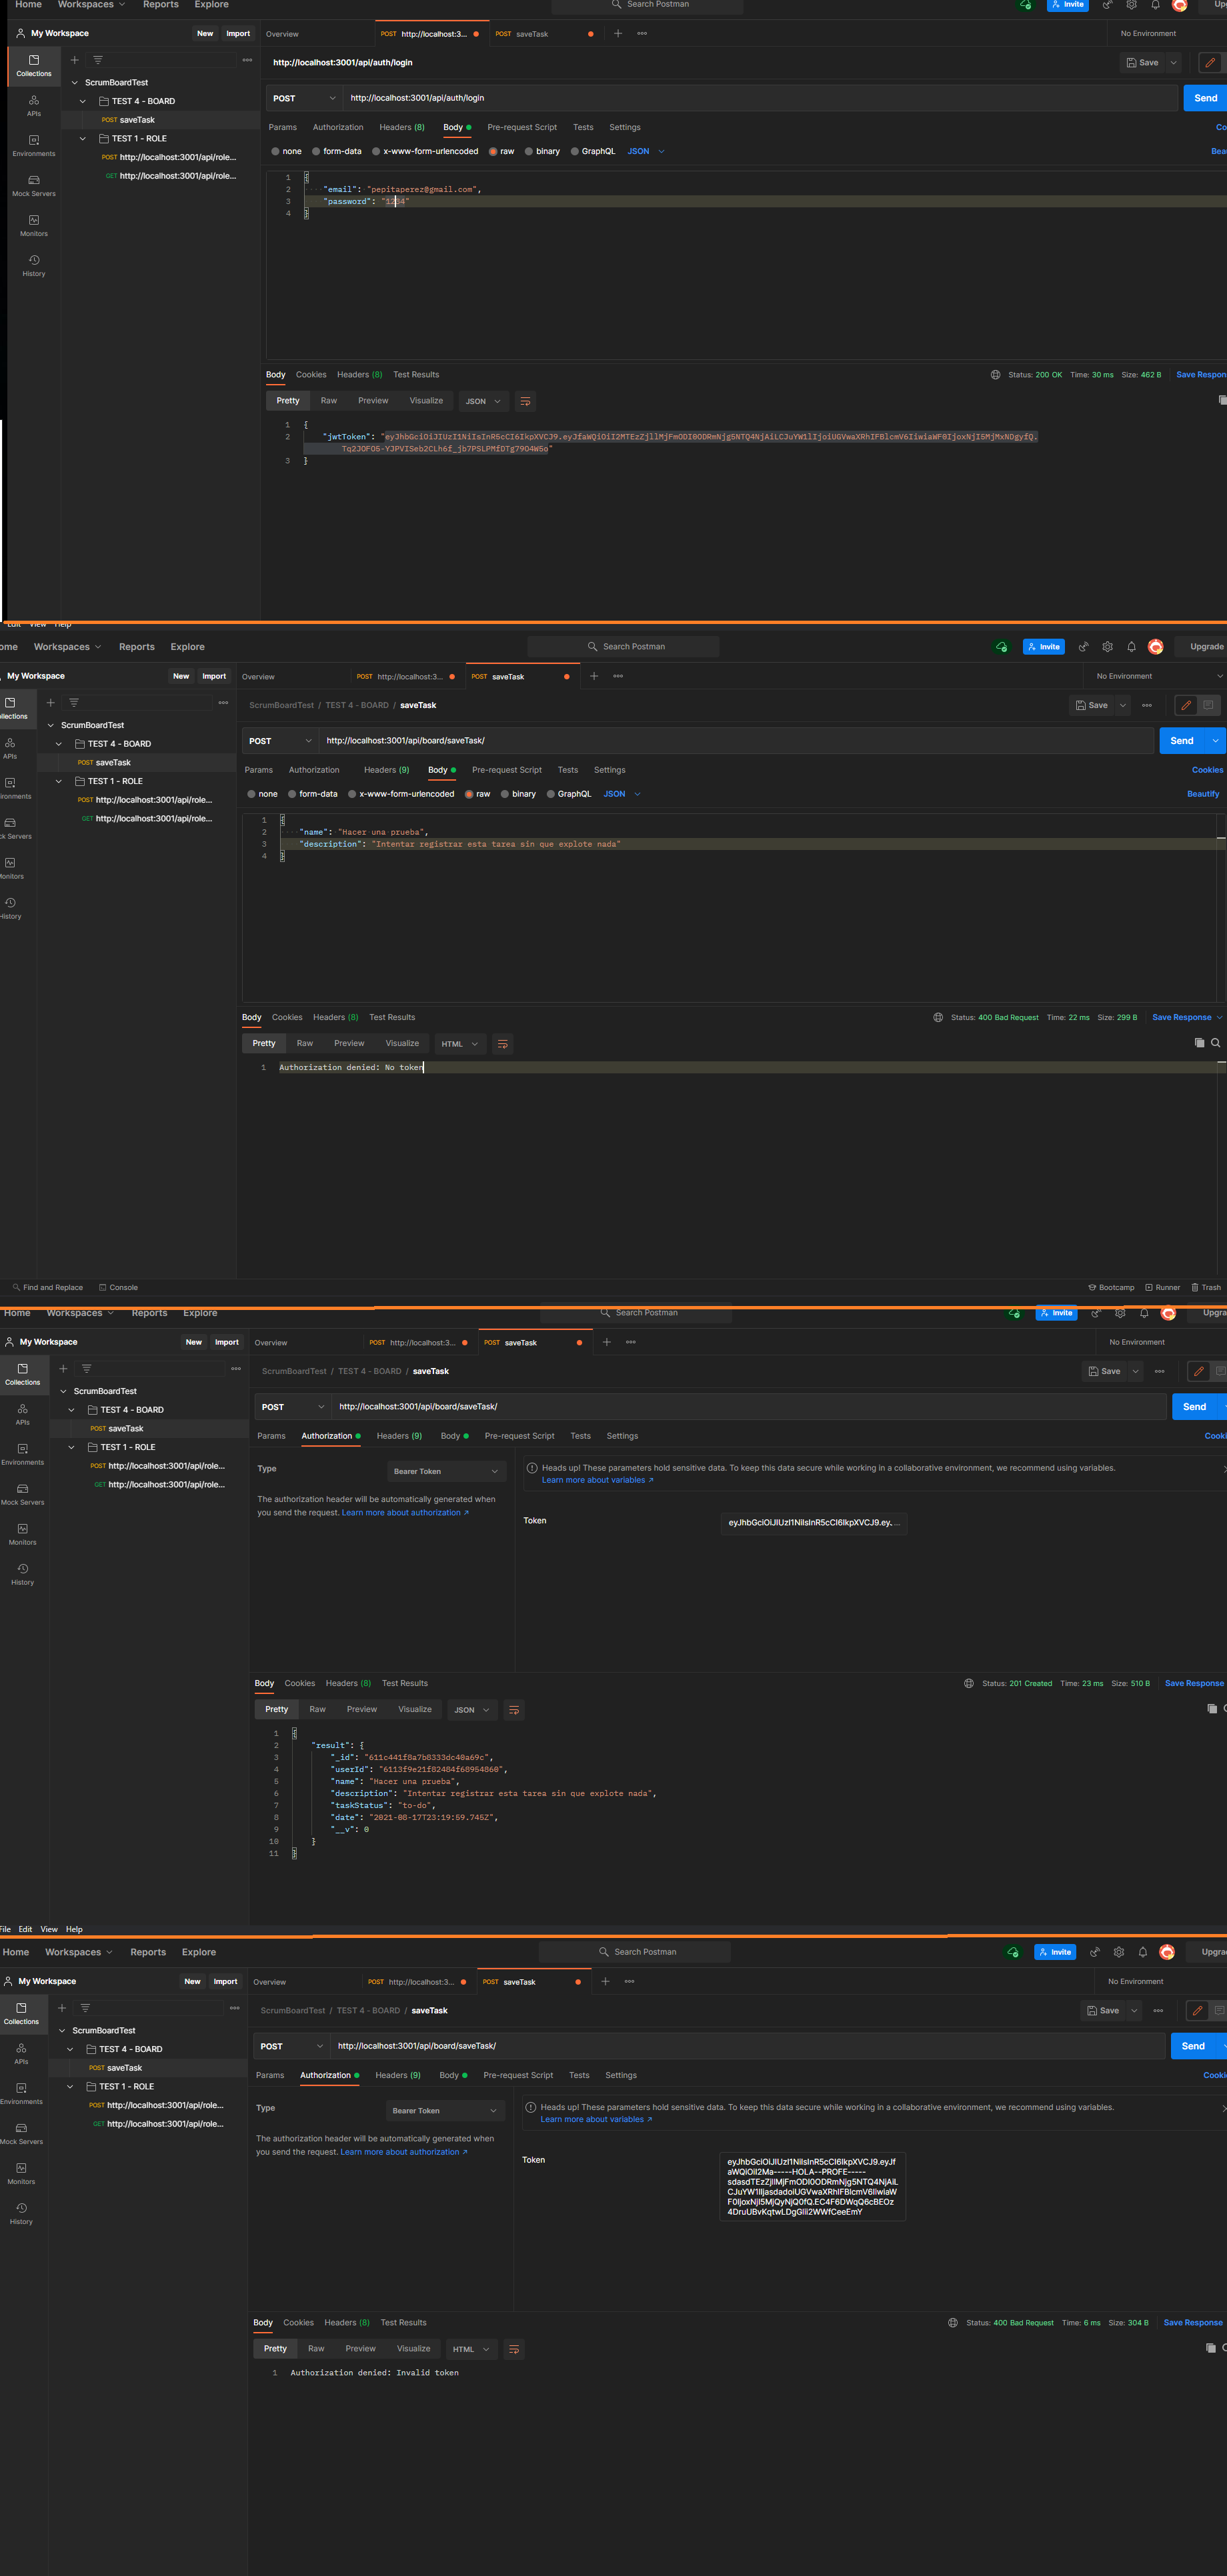 Home Workspaces Reports Explore Search Postman Invite
My Workspace New Import Overview POST http://localhost:3... POST saveTask No Environment
Collections
ScrumBoardTest
TEST 4 - BOARD
POST saveTask
TEST 1 - ROLE
POST http://localhost:3001/api/role...
GET http://localhost:3001/api/role...
APIs
Environments
Mock Servers
Monitors
History
http://localhost:3001/api/auth/login Save
POST http://localhost:3001/api/auth/login Send
Params Authorization Headers (8) Body Pre-request Script Tests Settings
none form-data x-www-form-urlencoded raw binary GraphQL JSON
1 {
2 "email": "pepitaperez@gmail.com",
3 "password": "1234"
4 }
Body Cookies Headers (8) Test Results Status: 200 OK Time: 30 ms Size: 462 B Save Respon
Pretty Raw Preview Visualize JSON
1 {
2 "jwtToken": "
3 }
Edit View Help
ome Workspaces Reports Explore Search Postman Invite Upgrade
My Workspace New Import Overview POST http://localhost:3... POST saveTask No Environment
ollections
ScrumBoardTest
TEST 4 - BOARD
POST saveTask
TEST 1 - ROLE
POST http://localhost:3001/api/role...
GET http://localhost:3001/api/role...
APIs
ironments
ck Servers
Monitors
History
ScrumBoardTest / TEST 4 - BOARD / saveTask Save
POST http://localhost:3001/api/board/saveTask/ Send
Params Authorization Headers (9) Body Pre-request Script Tests Settings Cookies
none form-data x-www-form-urlencoded raw binary GraphQL JSON Beautify
1 {
2 "name": "Hacer una prueba",
3 "description": "Intentar registrar esta tarea sin que explote nada"
4 }
Body Cookies Headers (8) Test Results Status: 400 Bad Request Time: 22 ms Size: 299 B Save Response
Pretty Raw Preview Visualize HTML
1 Authorization denied: No token
Find and Replace Console Bootcamp Runner Trash
Home Workspaces Reports Explore Search Postman Invite Upgra
My Workspace New Import Overview POST http://localhost:3... POST saveTask No Environment
Collections
ScrumBoardTest
TEST 4 - BOARD
POST saveTask
TEST 1 - ROLE
POST http://localhost:3001/api/role...
GET http://localhost:3001/api/role...
APIs
Environments
Mock Servers
Monitors
History
ScrumBoardTest / TEST 4 - BOARD / saveTask Save
POST http://localhost:3001/api/board/saveTask/ Send
Params Authorization Headers (9) Body Pre-request Script Tests Settings Cooki
Type Bearer Token
The authorization header will be automatically generated when
you send the request. Learn more about authorization ↗
Heads up! These parameters hold sensitive data. To keep this data secure while working in a collaborative environment, we recommend using variables.
Learn more about variables ↗
Token
Body Cookies Headers (8) Test Results Status: 201 Created Time: 23 ms Size: 510 B Save Response
Pretty Raw Preview Visualize JSON
1 {
2 "result": {
3 "_id": "611c441f8a7b8333dc40a69c",
4 "userId": "6113f9e21f82484f68954860",
5 "name": "Hacer una prueba",
6 "description": "Intentar registrar esta tarea sin que explote nada",
7 "taskStatus": "to-do",
8 "date": "2021-08-17T23:19:59.745Z",
9 "__v": 0
10 }
11 }
File Edit View Help
Home Workspaces Reports Explore Search Postman Invite Upgra
My Workspace New Import Overview POST http://localhost:3... POST saveTask No Environment
Collections
ScrumBoardTest
TEST 4 - BOARD
POST saveTask
TEST 1 - ROLE
POST http://localhost:3001/api/role...
GET http://localhost:3001/api/role...
APIs
Environments
Mock Servers
Monitors
History
ScrumBoardTest / TEST 4 - BOARD / saveTask Save
POST http://localhost:3001/api/board/saveTask/ Send
Params Authorization Headers (9) Body Pre-request Script Tests Settings Cooki
Type Bearer Token
The authorization header will be automatically generated when
you send the request. Learn more about authorization ↗
Heads up! These parameters hold sensitive data. To keep this data secure while working in a collaborative environment, we recommend using variables.
Learn more about variables ↗
Token
Body Cookies Headers (8) Test Results Status: 400 Bad Request Time: 6 ms Size: 304 B Save Response
Pretty Raw Preview Visualize HTML
1 Authorization denied: Invalid token